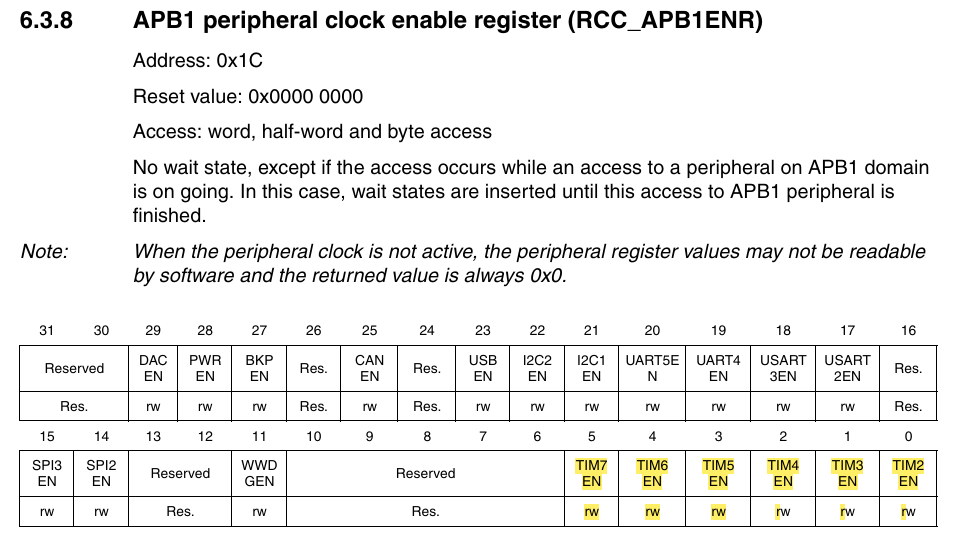 6.3.8 APB1 peripheral clock enable register (RCC_APB1ENR)
Address: 0x1C
Reset value: 0x0000 0000
Access: word, half-word and byte access
No wait state, except if the access occurs while an access to a peripheral on APB1 domain
is on going. In this case, wait states are inserted until this access to APB1 peripheral is
finished.
Note: When the peripheral clock is not active, the peripheral register values may not be readable
by software and the returned value is always 0x0.
31 30 29 28 27 26 25 24 23 22 21 20 19 18 17 16
Reserved DAC EN PWR EN BKP EN Res. CAN EN Res. USB EN I2C2 EN I2C1 EN UART5E N UART4 EN USART 3EN USART 2EN Res.
Res. rw rw rw Res. rw Res. rw rw rw rw rw rw rw Res.
15 14 13 12 11 10 9 8 7 6 5 4 3 2 1 0
SPI3 EN SPI2 EN Reserved WWD GEN Reserved TIM7 EN TIM6 EN TIM5 EN TIM4 EN TIM3 EN TIM2 EN
rw rw Res. rw Res. rw rw rw rw rw rw